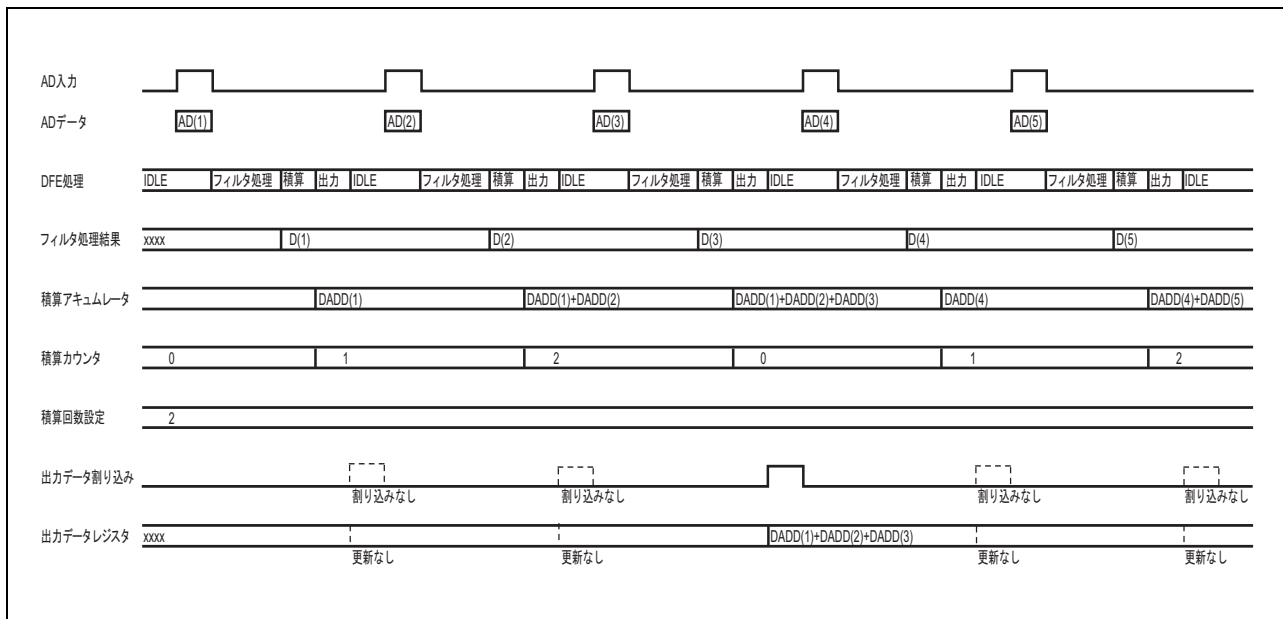 AD入力
ADデータ AD(1) AD(2) AD(3) AD(4) AD(5)
DFE処理 IDLE フィルタ処理 積算 出力 IDLE フィルタ処理 積算 出力 IDLE フィルタ処理 積算 出力 IDLE フィルタ処理 積算 出力 IDLE フィルタ処理 積算 出力 IDLE
フィルタ処理結果 xxxx D(1) D(2) D(3) D(4) D(5)
積算アキュムレータ DADD(1) DADD(1)+DADD(2) DADD(1)+DADD(2)+DADD(3) DADD(4) DADD(4)+DADD(5)
積算カウンタ 0 1 2 0 1 2
積算回数設定 2
出力データ割り込み
割り込みなし 割り込みなし 割り込みなし 割り込みなし
出力データレジスタ xxxx DADD(1)+DADD(2)+DADD(3)
更新なし 更新なし 更新なし 更新なし